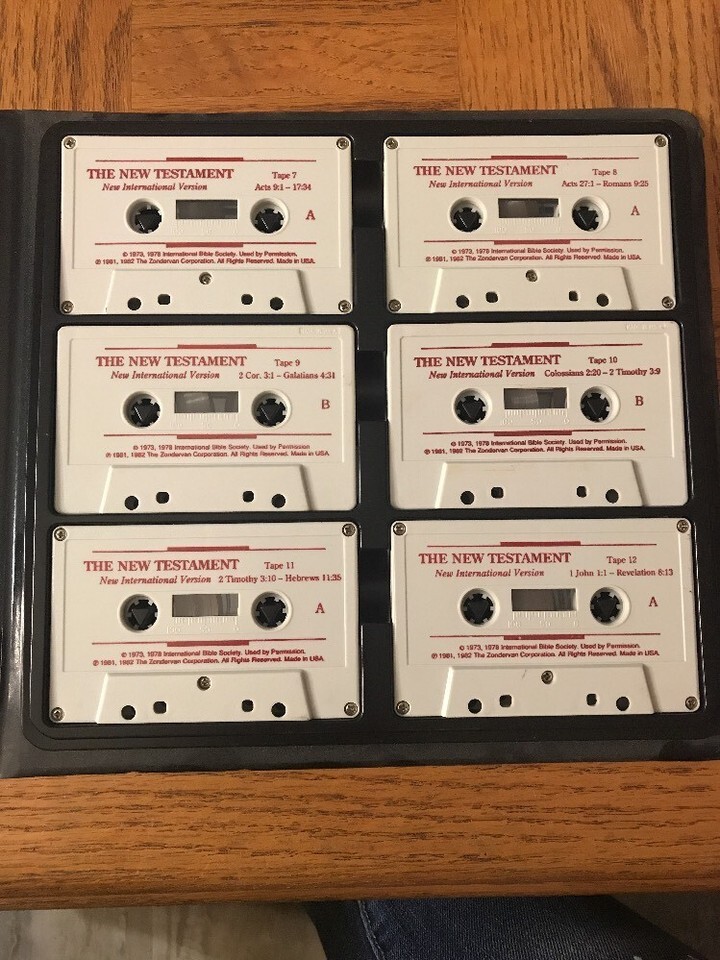 THE NEW TESTAMENT Tape 7
New International Version Acts 9:1 – 17:34
A
© 1973, 1978 International Bible Society. Used by Permission.
℗ 1981, 1982 The Zondervan Corporation. All Rights Reserved. Made in USA.
THE NEW TESTAMENT Tape 8
New International Version Acts 27:1 – Romans 9:25
A
© 1973, 1978 International Bible Society. Used by Permission.
℗ 1981, 1982 The Zondervan Corporation. All Rights Reserved. Made in USA.
THE NEW TESTAMENT Tape 9
New International Version 2 Cor. 3:1 – Galatians 4:31
B
© 1973, 1978 International Bible Society. Used by Permission
℗ 1981, 1982 The Zondervan Corporation. All Rights Reserved. Made in USA.
THE NEW TESTAMENT Tape 10
New International Version Colossians 2:20 – 2 Timothy 3:9
B
© 1973, 1978 International Bible Society. Used by Permission.
℗ 1981, 1982 The Zondervan Corporation. All Rights Reserved. Made in USA.
THE NEW TESTAMENT Tape 11
New International Version 2 Timothy 3:10 – Hebrews 11:35
A
© 1973, 1978 International Bible Society. Used by Permission.
℗ 1981, 1982 The Zondervan Corporation. All Rights Reserved. Made in USA.
THE NEW TESTAMENT Tape 12
New International Version 1 John 1:1 – Revelation 8:13
A
© 1973, 1978 International Bible Society. Used by Permission.
℗ 1981, 1982 The Zondervan Corporation. All Rights Reserved. Made in USA.